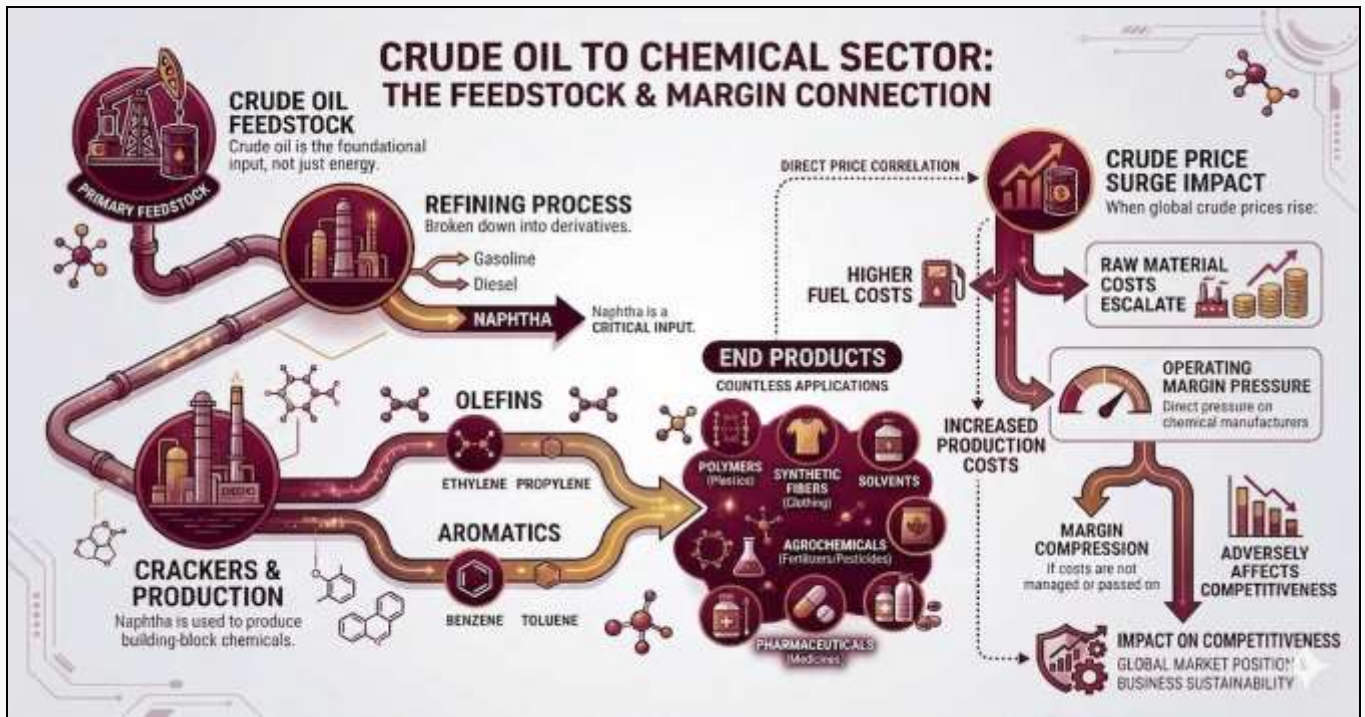 CRUDE OIL TO CHEMICAL SECTOR:
THE FEEDSTOCK & MARGIN CONNECTION
CRUDE OIL
FEEDSTOCK
Crude oil is the foundational
input, not just energy.
PRIMARY FEEDSTOCK
REFINING PROCESS
Broken down into derivatives.
Gasoline
Diesel
NAPHTHA
Naphtha is a
CRITICAL INPUT.
CRACKERS &
PRODUCTION
Naphtha is used to produce
building-block chemicals.
OLEFINS
ETHYLENE PROPYLENE
AROMATICS
BENZENE TOLUENE
END PRODUCTS
COUNTLESS APPLICATIONS
POLYMERS
(Plastics)
SYNTHETIC
FIBERS
(Clothing)
SOLVENTS
AGROCHEMICALS
(Fertilizers/Pesticides)
PHARMACEUTICALS
(Medicines)
DIRECT PRICE CORRELATION
CRUDE PRICE
SURGE IMPACT
When global crude prices rise:
HIGHER
FUEL COSTS
RAW MATERIAL
COSTS
ESCALATE
OPERATING
MARGIN PRESSURE
Direct pressure on
chemical manufacturers
INCREASED
PRODUCTION
COSTS
MARGIN
COMPRESSION
If costs are not
managed or passed on
ADVERSELY
AFFECTS
COMPETITIVENESS
IMPACT ON COMPETITIVENESS
GLOBAL MARKET POSITION &
BUSINESS SUSTAINABILITY